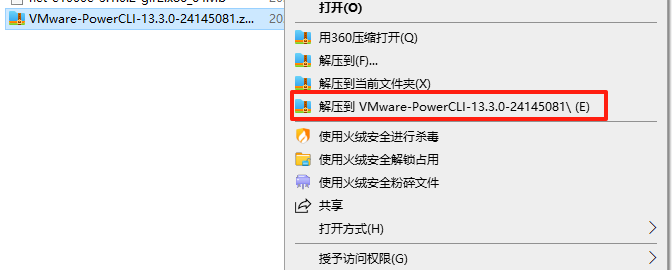 打开(O)
VMware-PowerCLI-13.3.0-24145081.z...
20
用360压缩打开(Q)
解压到(F)...
解压到当前文件夹(X)
解压到 VMware-PowerCLI-13.3.0-24145081\ (E)
使用火绒安全进行杀毒
使用火绒安全解锁占用
使用火绒安全粉碎文件
共享
打开方式(H)
授予访问权限(G)